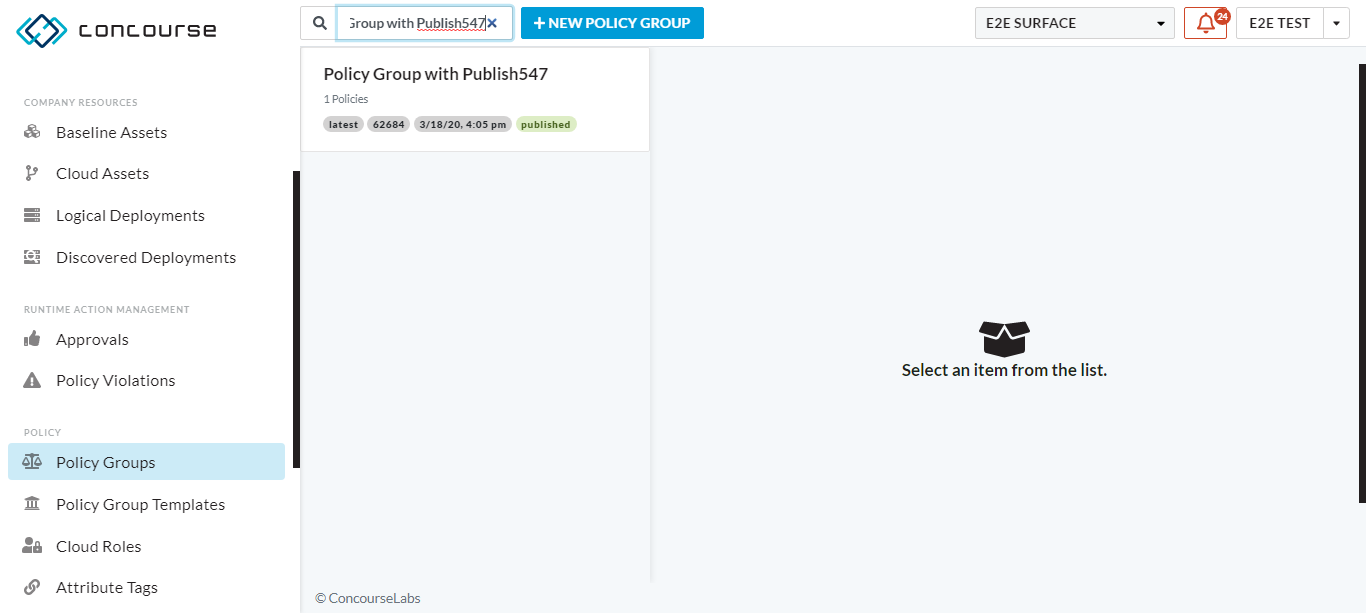 concourse
Group with Publish547
NEW POLICY GROUP
E2E SURFACE
24
E2E TEST
COMPANY RESOURCES
Baseline Assets
Cloud Assets
Logical Deployments
Discovered Deployments
RUNTIME ACTION MANAGEMENT
Approvals
Policy Violations
POLICY
Policy Groups
Policy Group Templates
Cloud Roles
Attribute Tags
Policy Group with Publish547
1 Policies
latest 62684 3/18/20, 4:05 pm published
Select an item from the list.
© ConcourseLabs